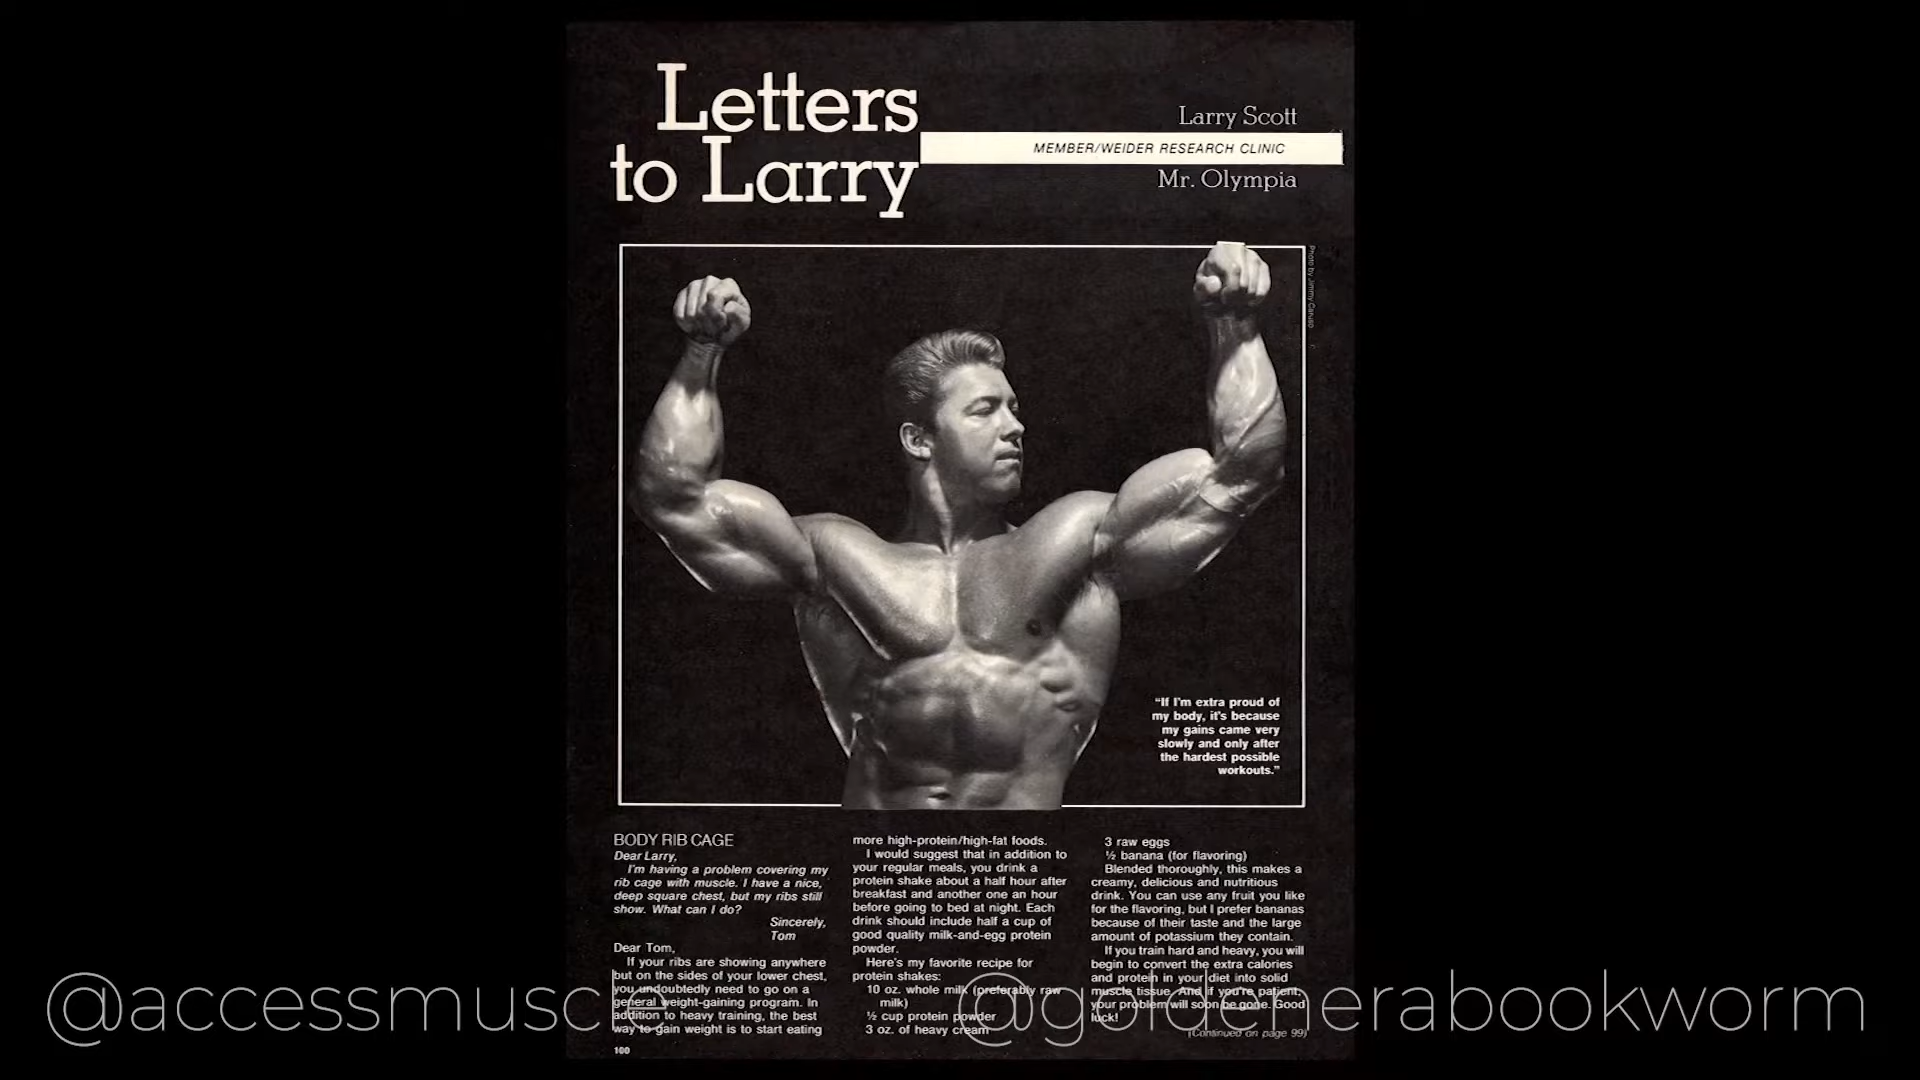 Letters
to Larry
Larry Scott
MEMBER/WEIDER RESEARCH CLINIC
Mr. Olympia
Photo by Jimmy Caruso
"If I'm extra proud of
my body, it's because
my gains came very
slowly and only after
the hardest possible
workouts."
BODY RIB CAGE
Dear Larry,
I'm having a problem covering my
rib cage with muscle. I have a nice,
deep square chest, but my ribs still
show. What can I do?
Sincerely,
Tom
Dear Tom,
If your ribs are showing anywhere
but on the sides of your lower chest,
you undoubtedly need to go on a
general weight-gaining program. In
addition to heavy training, the best
way to gain weight is to start eating
more high-protein/high-fat foods.
I would suggest that in addition to
your regular meals, you drink a
protein shake about a half hour after
breakfast and another one an hour
before going to bed at night. Each
drink should include half a cup of
good quality milk-and-egg protein
powder.
Here's my favorite recipe for
protein shakes:
10 oz. whole milk (preferably raw
milk)
½ cup protein powder
3 oz. of heavy cream
3 raw eggs
½ banana (for flavoring)
Blended thoroughly, this makes a
creamy, delicious and nutritious
drink. You can use any fruit you like
for the flavoring, but I prefer bananas
because of their taste and the large
amount of potassium they contain.
If you train hard and heavy, you will
begin to convert the extra calories
and protein in your diet into solid
muscle tissue. And if you're patient,
your problem will soon be gone. Good
luck!
(Continued on page 99)
100
@goldenerabookworm